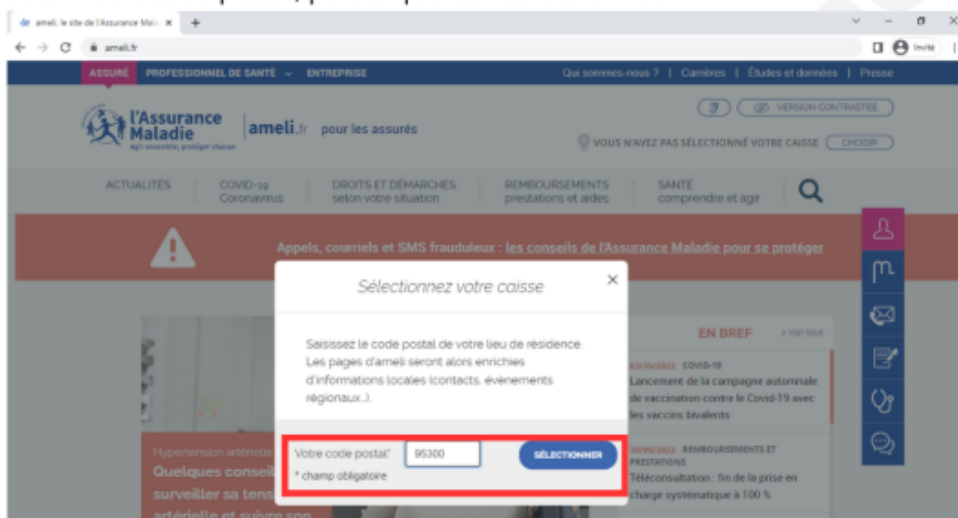 ameli, le site de l'Assurance Mala
ameli.fr
Invité
ASSURÉ PROFESSIONNEL DE SANTÉ ENTREPRISE Qui sommes-nous ? | Carrières | Études et données | Presse
l'Assurance
Maladie
Agir ensemble, protéger chacun
ameli.fr pour les assurés
VERSION CONTRASTÉE
VOUS N'AVEZ PAS SÉLECTIONNÉ VOTRE CAISSE CHOISIR
ACTUALITÉS
COVID-19
Coronavirus
DROITS ET DÉMARCHES
selon votre situation
REMBOURSEMENTS
prestations et aides
SANTÉ
comprendre et agir
Appels, courriels et SMS frauduleux : les conseils de l'Assurance Maladie pour se protéger
Sélectionnez votre caisse
Saisissez le code postal de votre lieu de résidence.
Les pages d'ameli seront alors enrichies
d'informations locales (contacts, événements
régionaux...).
Votre code postal* 95300 SÉLECTIONNER
* champ obligatoire
EN BREF > Voir tout
COVID-19
Lancement de la campagne automnale
de vaccination contre le Covid-19 avec
les vaccins bivalents
REMBOURSEMENTS ET
PRESTATIONS
Téléconsultation : fin de la prise en
charge systématique à 100 %
Hypertension artérielle
Quelques conseil
surveiller sa tens
artérielle et suivre son